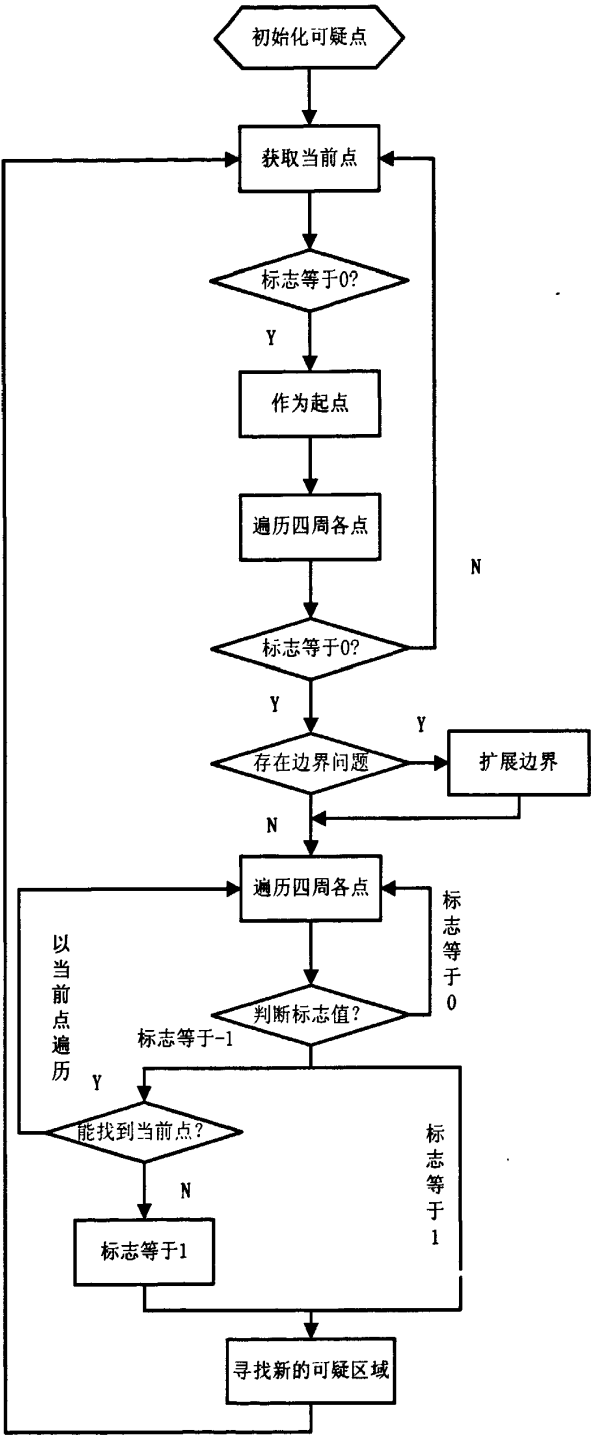 初始化可疑点
获取当前点
标志等于0?
Y
作为起点
遍历四周各点
N
标志等于0?
Y
存在边界问题
Y
扩展边界
N
遍历四周各点
标志等于0
以当前点遍历
判断标志值?
标志等于-1
Y
能找到当前点?
标志等于1
N
标志等于1
寻找新的可疑区域